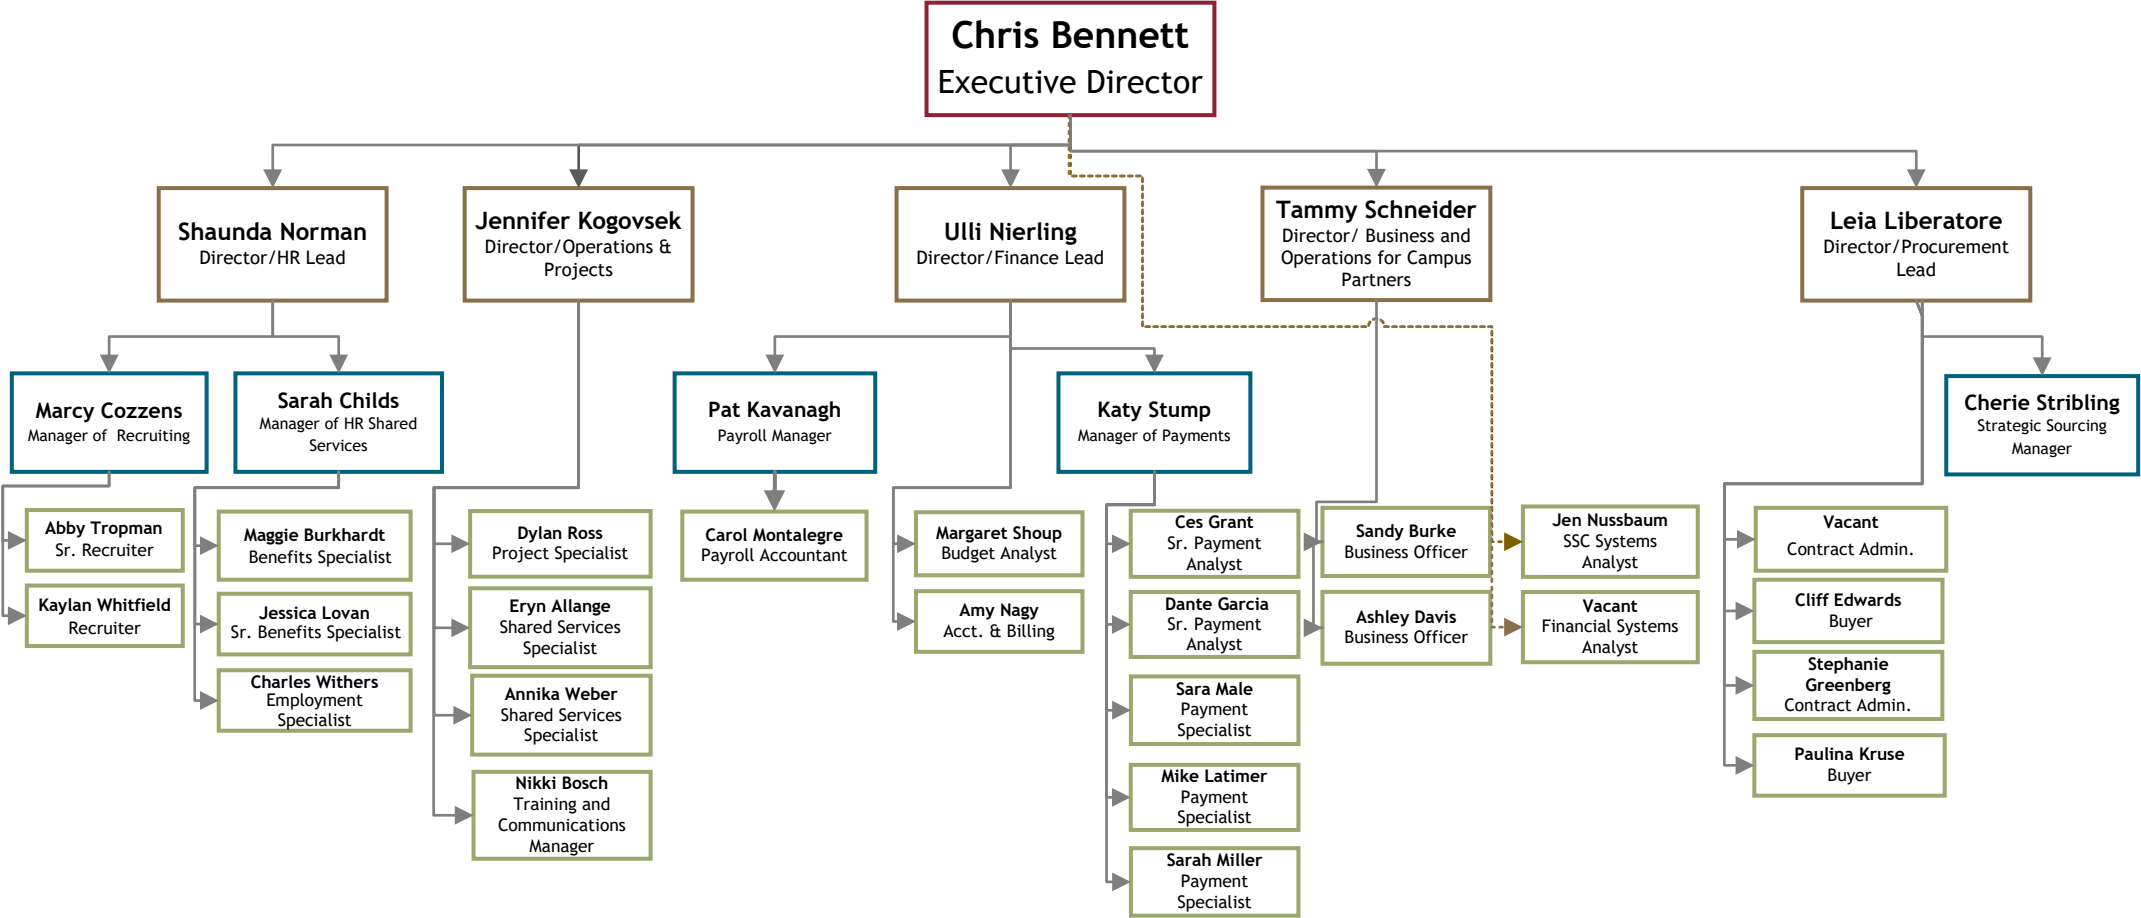 Chris Bennett
Executive Director
Shaunda Norman
Director/HR Lead
Jennifer Kogovsek
Director/Operations &
Projects
Ulli Nierling
Director/Finance Lead
Tammy Schneider
Director/ Business and
Operations for Campus
Partners
Leia Liberatore
Director/Procurement
Lead
Marcy Cozzens
Manager of  Recruiting
Sarah Childs
Manager of HR Shared
Services
Pat Kavanagh
Payroll Manager
Katy Stump
Manager of Payments
Cherie Stribling
Strategic Sourcing
Manager
Abby Tropman
Sr. Recruiter
Kaylan Whitfield
Recruiter
Maggie Burkhardt
Benefits Specialist
Jessica Lovan
Sr. Benefits Specialist
Charles Withers
Employment
Specialist
Dylan Ross
Project Specialist
Eryn Allange
Shared Services
Specialist
Annika Weber
Shared Services
Specialist
Nikki Bosch
Training and
Communications
Manager
Carol Montalegre
Payroll Accountant
Margaret Shoup
Budget Analyst
Amy Nagy
Acct. & Billing
Ces Grant
Sr. Payment
Analyst
Dante Garcia
Sr. Payment
Analyst
Sara Male
Payment
Specialist
Mike Latimer
Payment
Specialist
Sarah Miller
Payment
Specialist
Sandy Burke
Business Officer
Ashley Davis
Business Officer
Jen Nussbaum
SSC Systems
Analyst
Vacant
Financial Systems
Analyst
Vacant
Contract Admin.
Cliff Edwards
Buyer
Stephanie
Greenberg
Contract Admin.
Paulina Kruse
Buyer